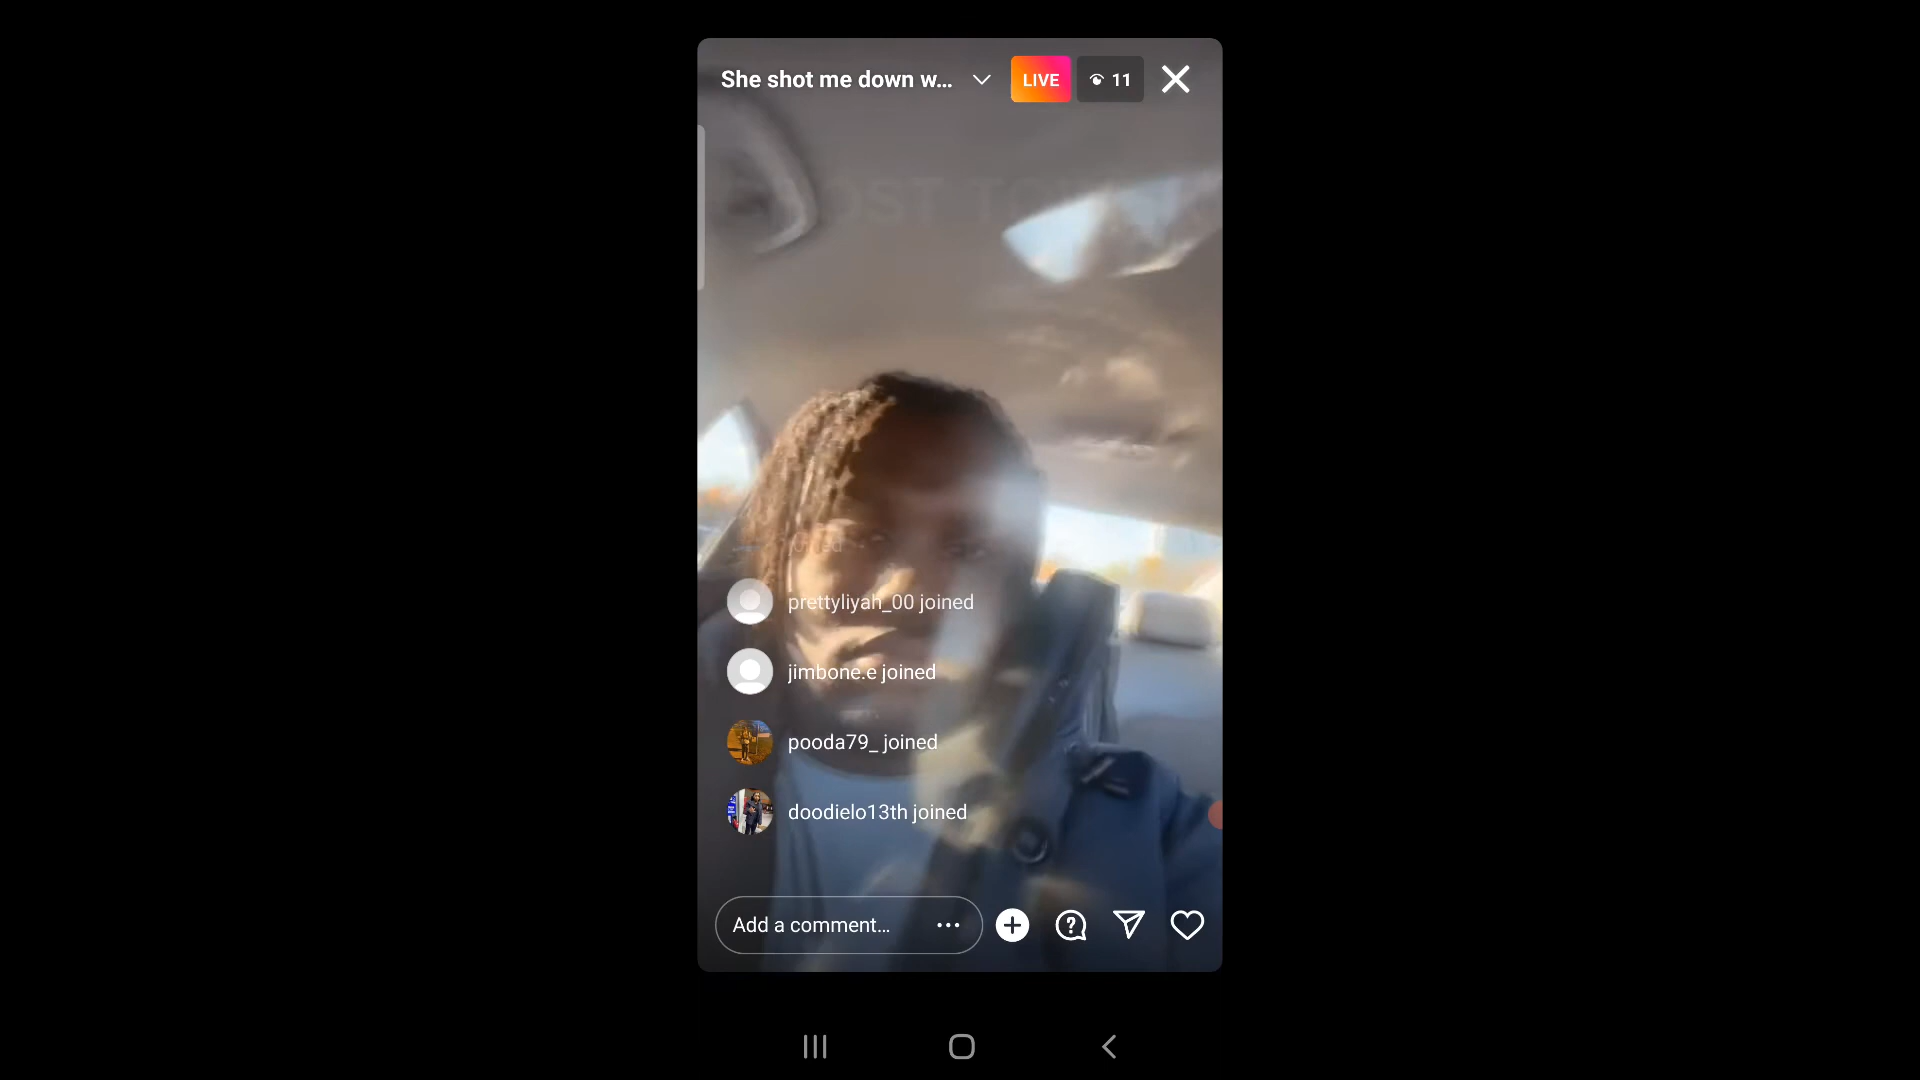 She shot me down w...
LIVE
11
prettyliyah_00 joined
jimbone.e joined
pooda79_ joined
doodielo13th joined
Add a comment...